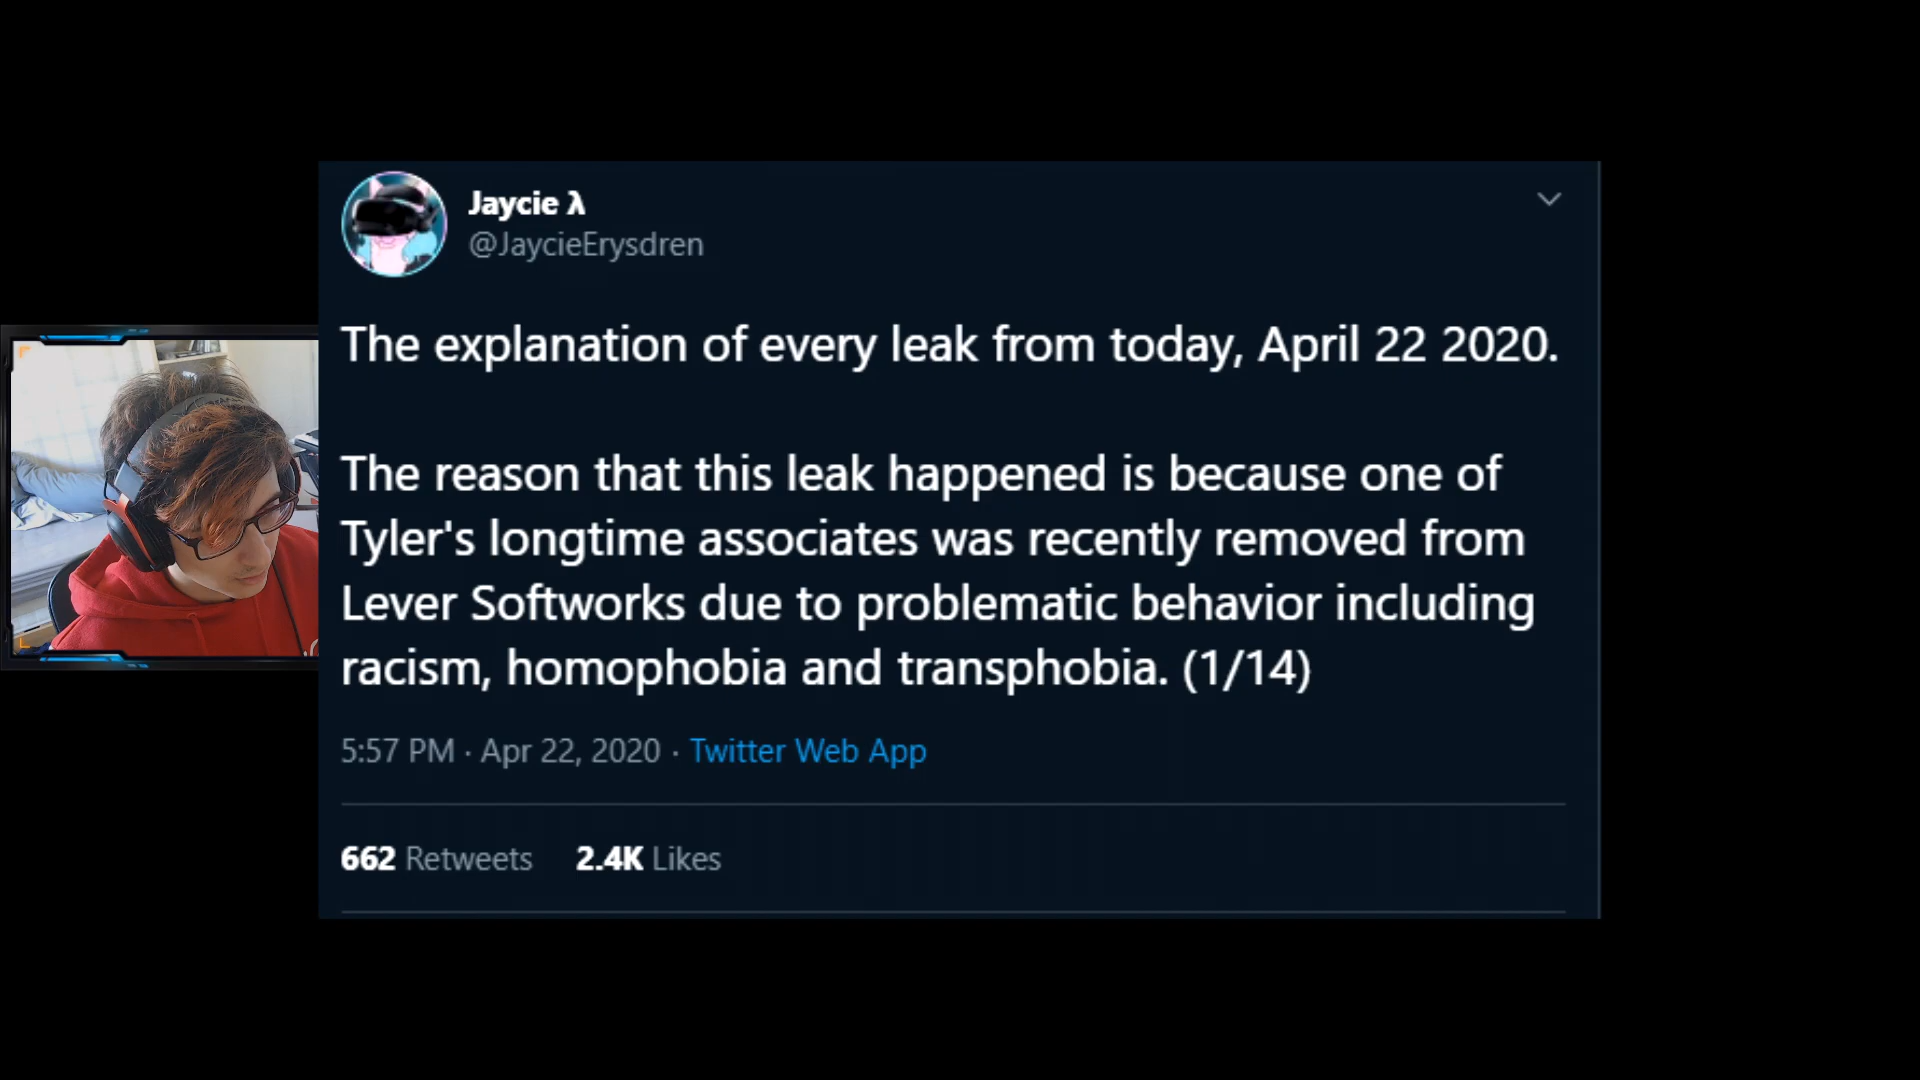 Jaycie λ
@JaycieErysdren
The explanation of every leak from today, April 22 2020.
The reason that this leak happened is because one of
Tyler's longtime associates was recently removed from
Lever Softworks due to problematic behavior including
racism, homophobia and transphobia. (1/14)
5:57 PM · Apr 22, 2020 · Twitter Web App
662 Retweets 2.4K Likes